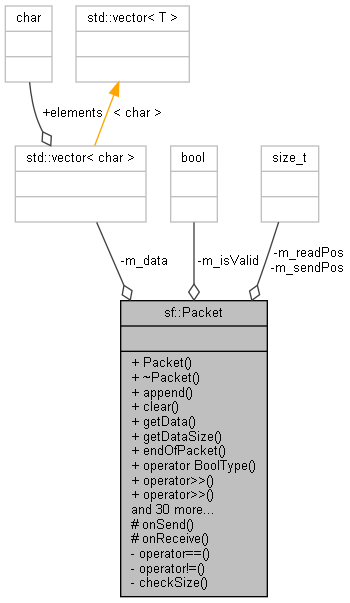 char
std::vector< T >
+elements
< char >
std::vector< char >
bool
size_t
-m_data
-m_isValid
-m_readPos
-m_sendPos
sf::Packet
+ Packet()
+ ~Packet()
+ append()
+ clear()
+ getData()
+ getDataSize()
+ endOfPacket()
+ operator BoolType()
+ operator>>()
+ operator>>()
and 30 more...
# onSend()
# onReceive()
- operator==()
- operator!=()
- checkSize()